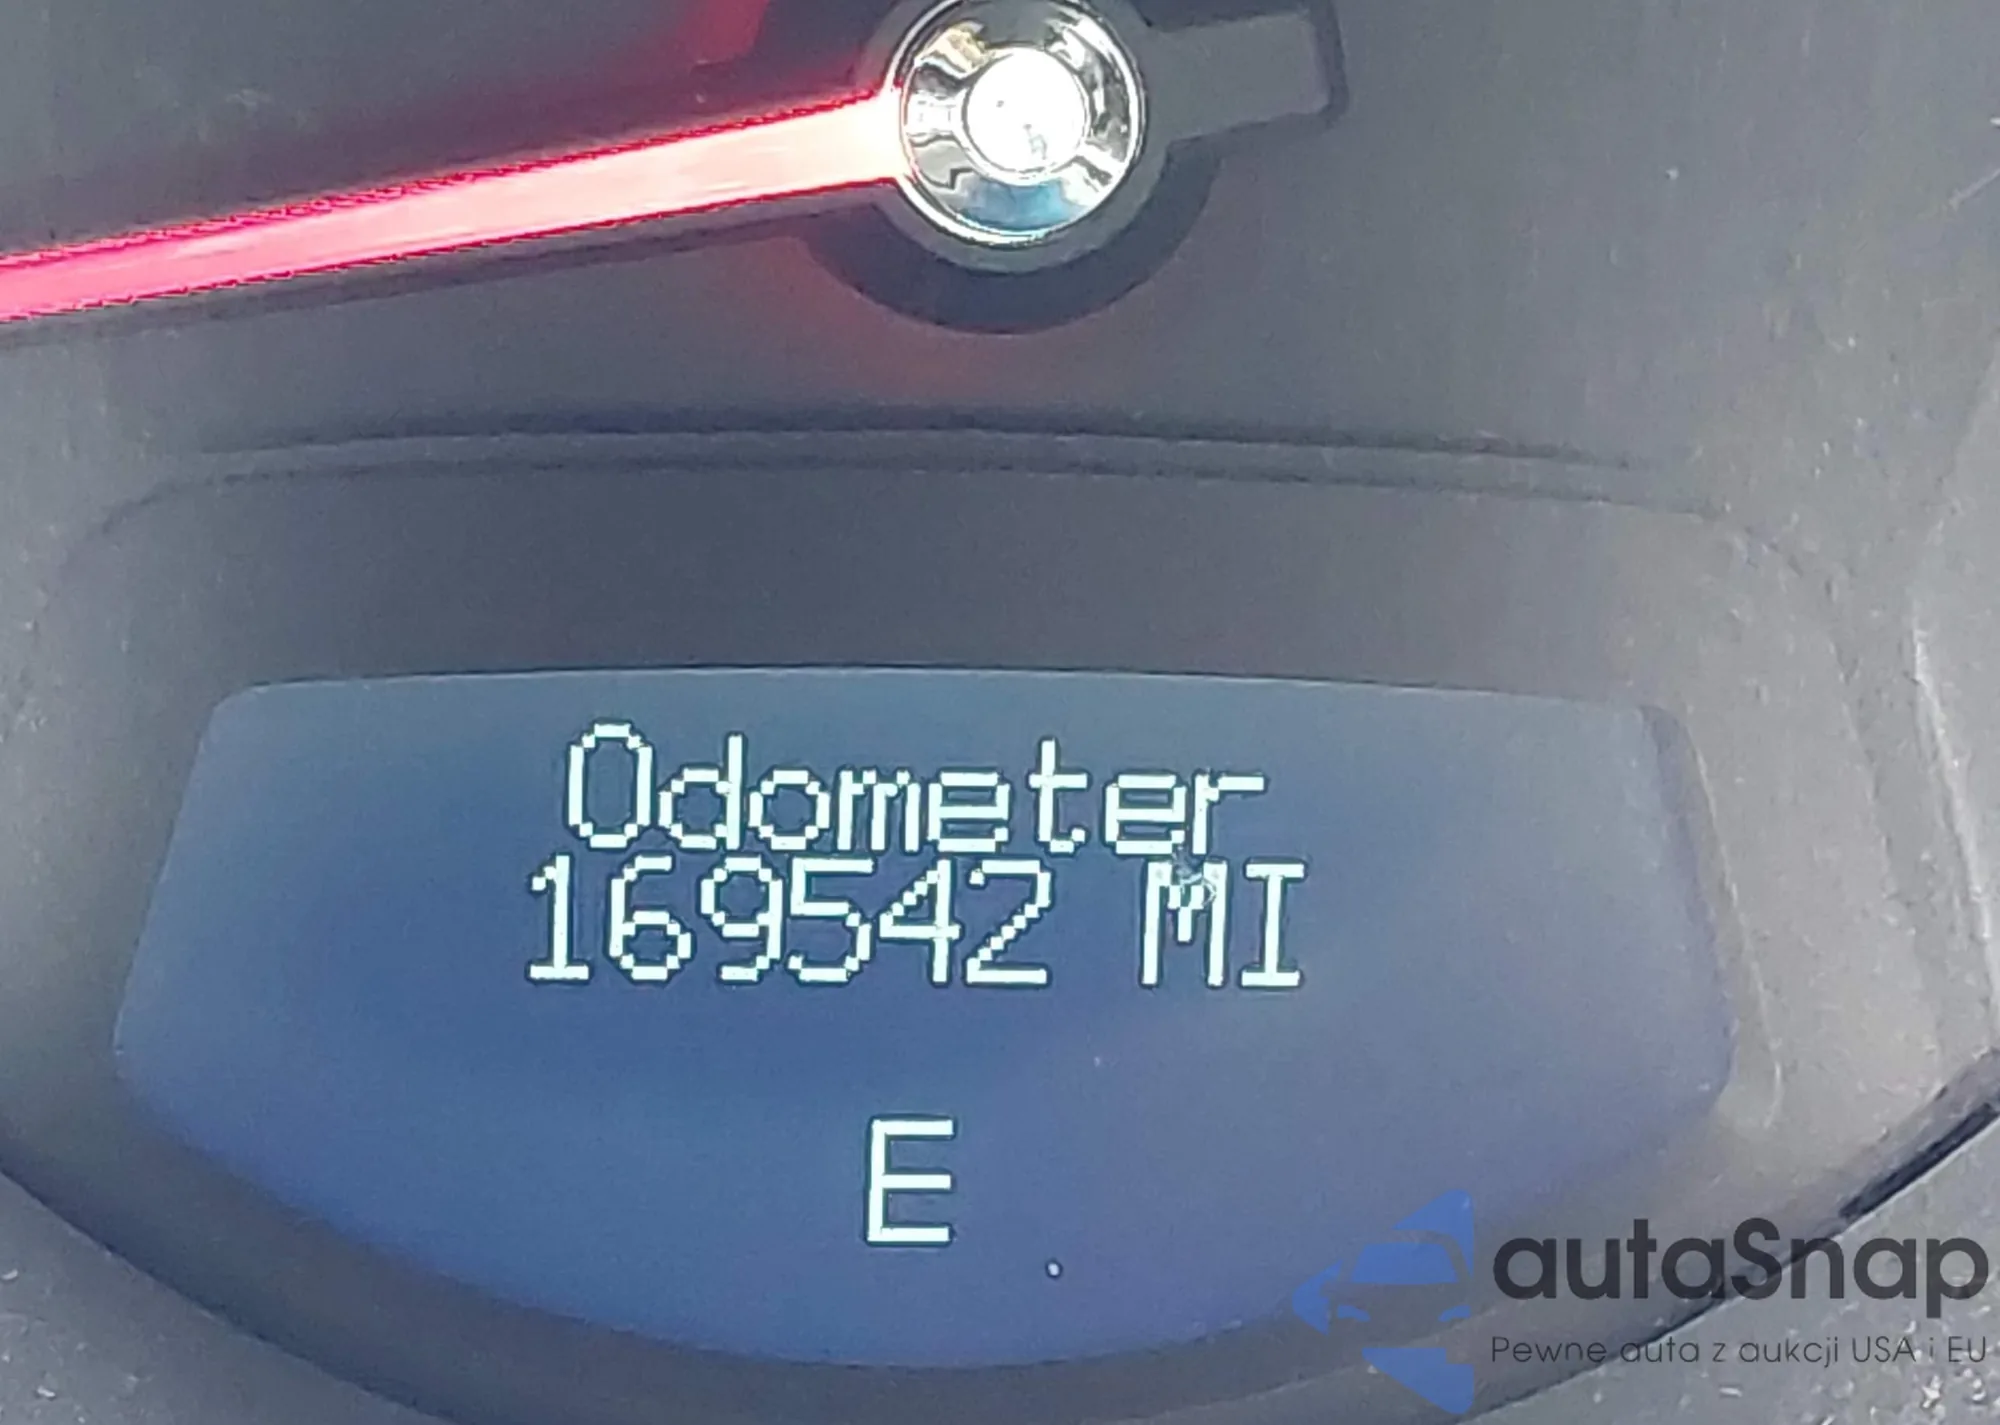 Odometer
169542 MI
E
autaSnap
Pewne auta z aukcji USA i EU